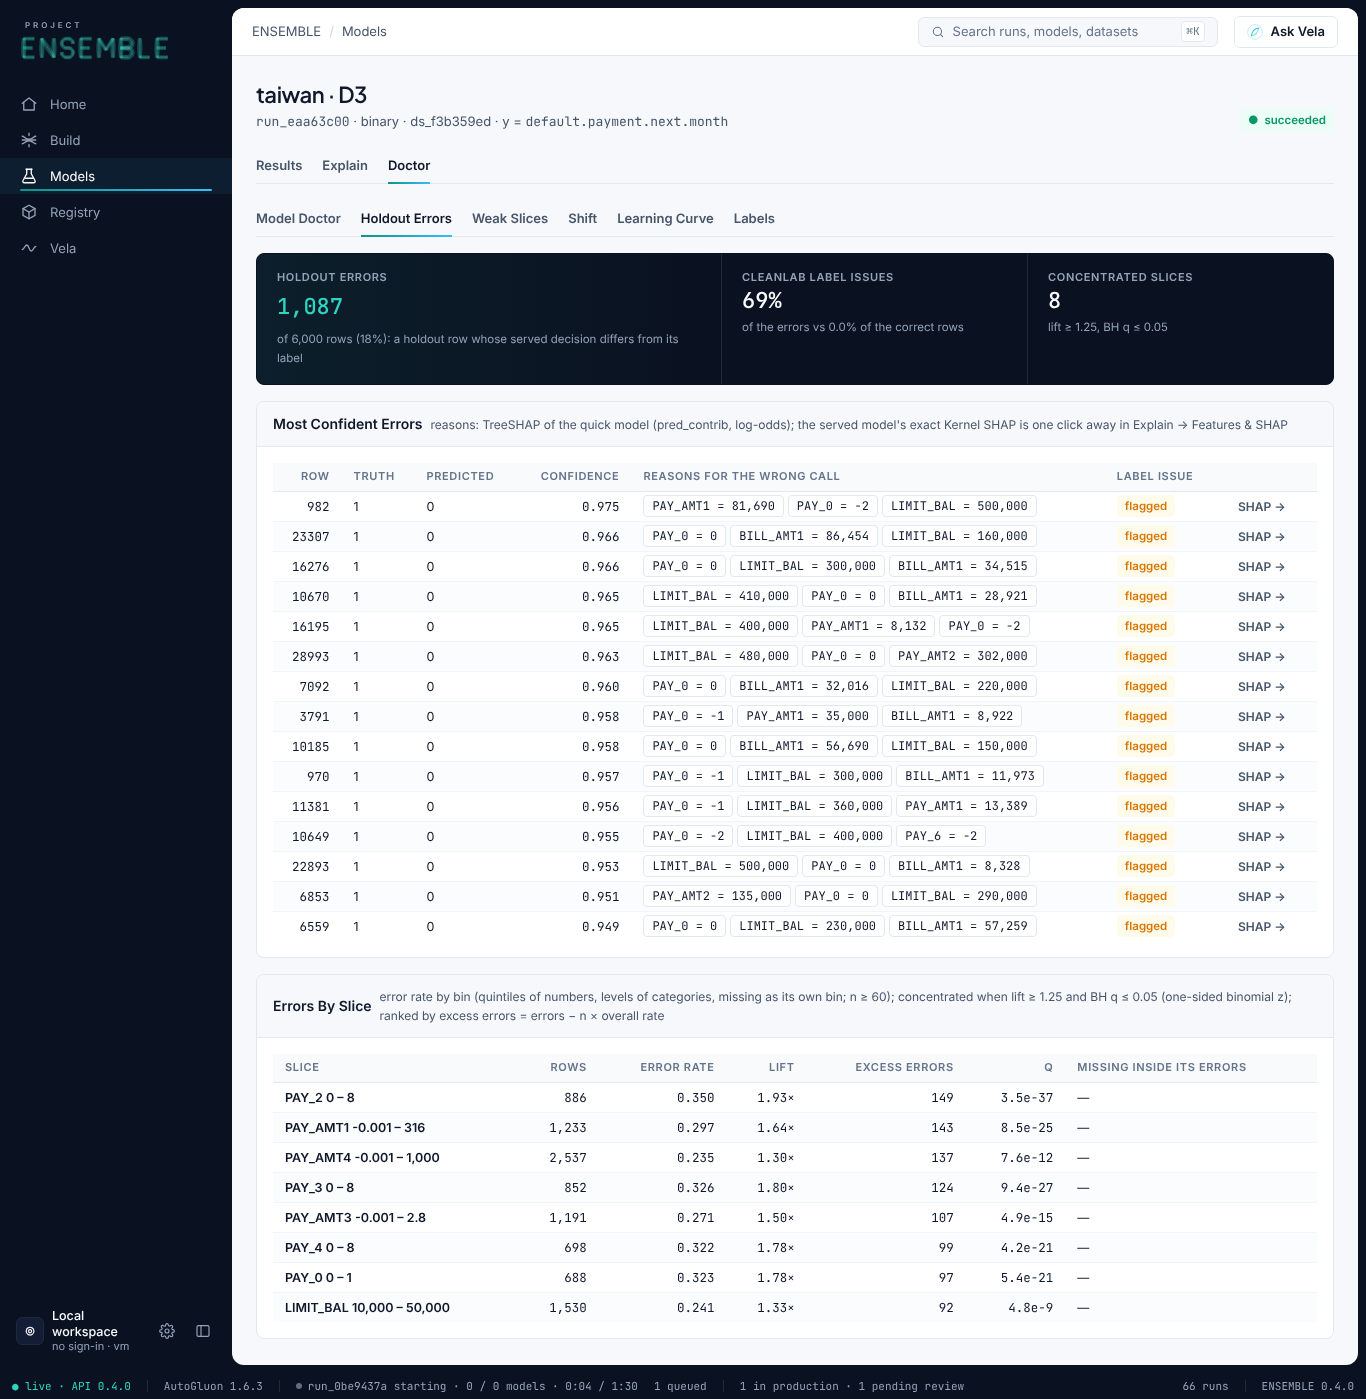 PROJECT
ENSEMBLE
Home
Build
Models
Registry
Vela
Local workspace
no sign-in · vm
ENSEMBLE / Models
Search runs, models, datasets ⌘K
Ask Vela
taiwan · D3
run_eaa63c00 · binary · ds_f3b359ed · y = default.payment.next.month
succeeded
Results Explain Doctor
Model Doctor Holdout Errors Weak Slices Shift Learning Curve Labels
HOLDOUT ERRORS
1,087
of 6,000 rows (18%): a holdout row whose served decision differs from its
label
CLEANLAB LABEL ISSUES
69%
of the errors vs 0.0% of the correct rows
CONCENTRATED SLICES
8
lift ≥ 1.25, BH q ≤ 0.05
Most Confident Errors reasons: TreeSHAP of the quick model (pred_contrib, log-odds); the served model's exact Kernel SHAP is one click away in Explain → Features & SHAP
ROW TRUTH PREDICTED CONFIDENCE REASONS FOR THE WRONG CALL LABEL ISSUE
982 1 0 0.975 PAY_AMT1 = 81,690 PAY_0 = -2 LIMIT_BAL = 500,000 flagged SHAP →
23307 1 0 0.966 PAY_0 = 0 BILL_AMT1 = 86,454 LIMIT_BAL = 160,000 flagged SHAP →
16276 1 0 0.966 PAY_0 = 0 LIMIT_BAL = 300,000 BILL_AMT1 = 34,515 flagged SHAP →
10670 1 0 0.965 LIMIT_BAL = 410,000 PAY_0 = 0 BILL_AMT1 = 28,921 flagged SHAP →
16195 1 0 0.965 LIMIT_BAL = 400,000 PAY_AMT1 = 8,132 PAY_0 = -2 flagged SHAP →
28993 1 0 0.963 LIMIT_BAL = 480,000 PAY_0 = 0 PAY_AMT2 = 302,000 flagged SHAP →
7092 1 0 0.960 PAY_0 = 0 BILL_AMT1 = 32,016 LIMIT_BAL = 220,000 flagged SHAP →
3791 1 0 0.958 PAY_0 = -1 PAY_AMT1 = 35,000 BILL_AMT1 = 8,922 flagged SHAP →
10185 1 0 0.958 PAY_0 = 0 BILL_AMT1 = 56,690 LIMIT_BAL = 150,000 flagged SHAP →
970 1 0 0.957 PAY_0 = -1 LIMIT_BAL = 300,000 BILL_AMT1 = 11,973 flagged SHAP →
11381 1 0 0.956 PAY_0 = -1 LIMIT_BAL = 360,000 PAY_AMT1 = 13,389 flagged SHAP →
10649 1 0 0.955 PAY_0 = -2 LIMIT_BAL = 400,000 PAY_6 = -2 flagged SHAP →
22893 1 0 0.953 LIMIT_BAL = 500,000 PAY_0 = 0 BILL_AMT1 = 8,328 flagged SHAP →
6853 1 0 0.951 PAY_AMT2 = 135,000 PAY_0 = 0 LIMIT_BAL = 290,000 flagged SHAP →
6559 1 0 0.949 PAY_0 = 0 LIMIT_BAL = 230,000 BILL_AMT1 = 57,259 flagged SHAP →
Errors By Slice error rate by bin (quintiles of numbers, levels of categories, missing as its own bin; n ≥ 60); concentrated when lift ≥ 1.25 and BH q ≤ 0.05 (one-sided binomial z);
ranked by excess errors = errors − n × overall rate
SLICE ROWS ERROR RATE LIFT EXCESS ERRORS Q MISSING INSIDE ITS ERRORS
PAY_2 0 – 8 886 0.350 1.93× 149 3.5e-37 —
PAY_AMT1 -0.001 – 316 1,233 0.297 1.64× 143 8.5e-25 —
PAY_AMT4 -0.001 – 1,000 2,537 0.235 1.30× 137 7.6e-12 —
PAY_3 0 – 8 852 0.326 1.80× 124 9.4e-27 —
PAY_AMT3 -0.001 – 2.8 1,191 0.271 1.50× 107 4.9e-15 —
PAY_4 0 – 8 698 0.322 1.78× 99 4.2e-21 —
PAY_0 0 – 1 688 0.323 1.78× 97 5.4e-21 —
LIMIT_BAL 10,000 – 50,000 1,530 0.241 1.33× 92 4.8e-9 —
live · API 0.4.0 AutoGluon 1.6.3 run_0be9437a starting · 0 / 0 models · 0:04 / 1:30 1 queued 1 in production · 1 pending review 66 runs ENSEMBLE 0.4.0